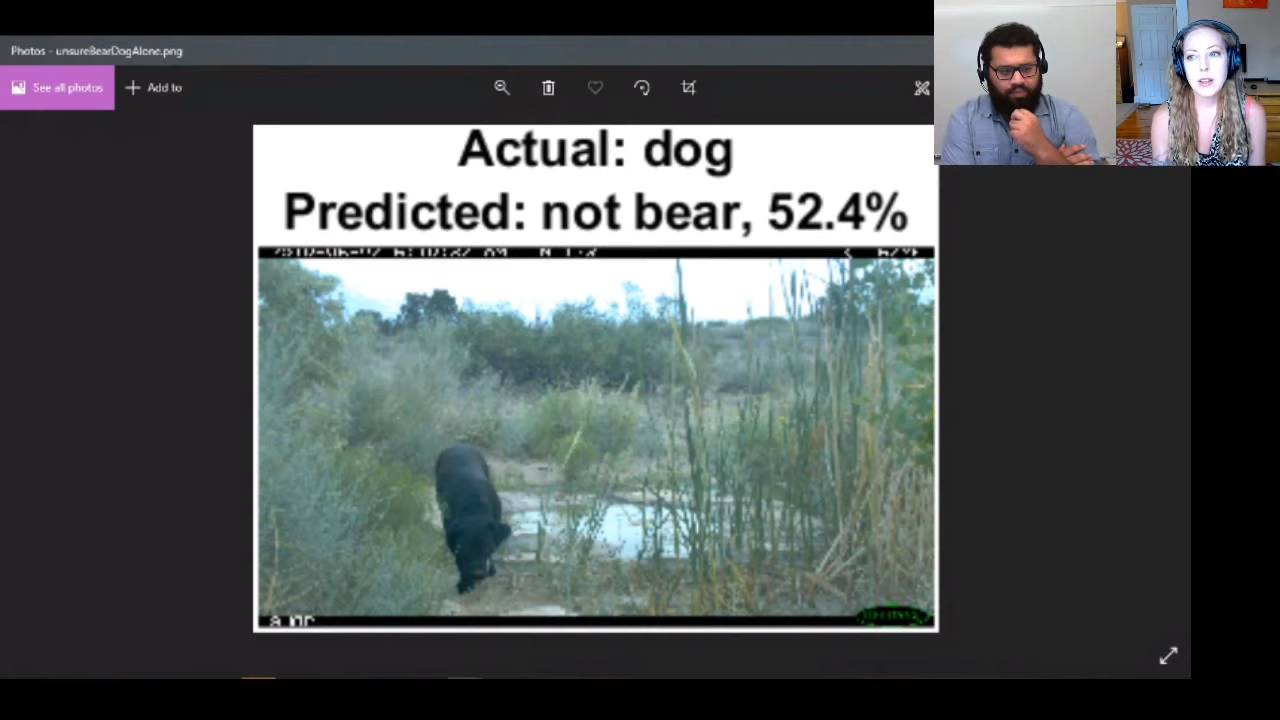 Photos - unsureBearDogAlone.png
See all photos
Add to
Actual: dog
Predicted: not bear, 52.4%